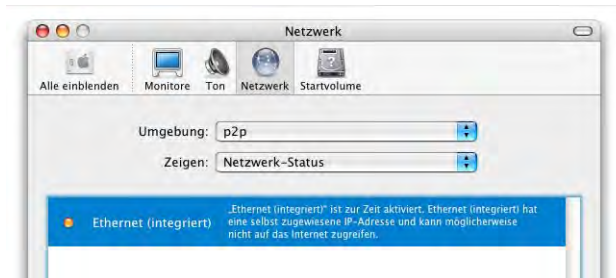 Netzwerk
Alle einblenden Monitore Ton Netzwerk Startvolume
Umgebung: p2p
Zeigen: Netzwerk-Status
Ethernet (integriert)
„Ethernet (integriert)“ ist zur Zeit aktiviert. Ethernet (integriert) hat
eine selbst zugewiesene IP-Adresse und kann möglicherweise
nicht auf das Internet zugreifen.